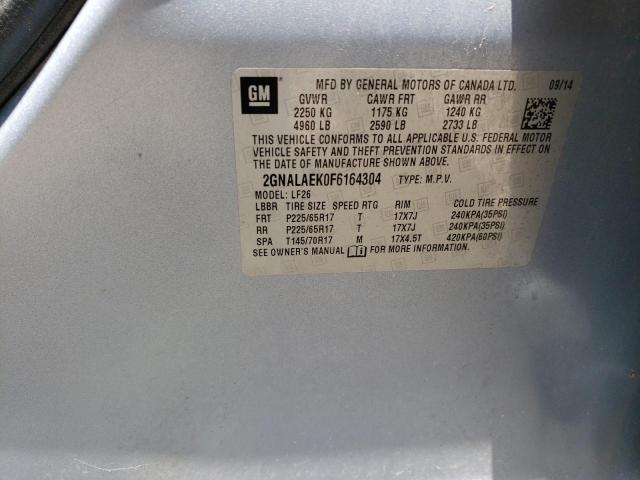 GM
MFD BY GENERAL MOTORS OF CANADA LTD. 09/14
GVWR GAWR FRT GAWR RR
2250 KG 1175 KG 1240 KG
4960 LB 2590 LB 2733 LB
THIS VEHICLE CONFORMS TO ALL APPLICABLE U.S. FEDERAL MOTOR
VEHICLE SAFETY AND THEFT PREVENTION STANDARDS IN EFFECT ON
THE DATE OF MANUFACTURE SHOWN ABOVE.
2GNALAEK0F6164304 TYPE: M.P.V.
MODEL: LF26
LBBR TIRE SIZE SPEED RTG RIM COLD TIRE PRESSURE
FRT P225/65R17 T 17X7J 240KPA(35PSI)
RR P225/65R17 T 17X7J 240KPA(35PSI)
SPA T145/70R17 M 17X4.5T 420KPA(60PSI)
SEE OWNER'S MANUAL FOR MORE INFORMATION.